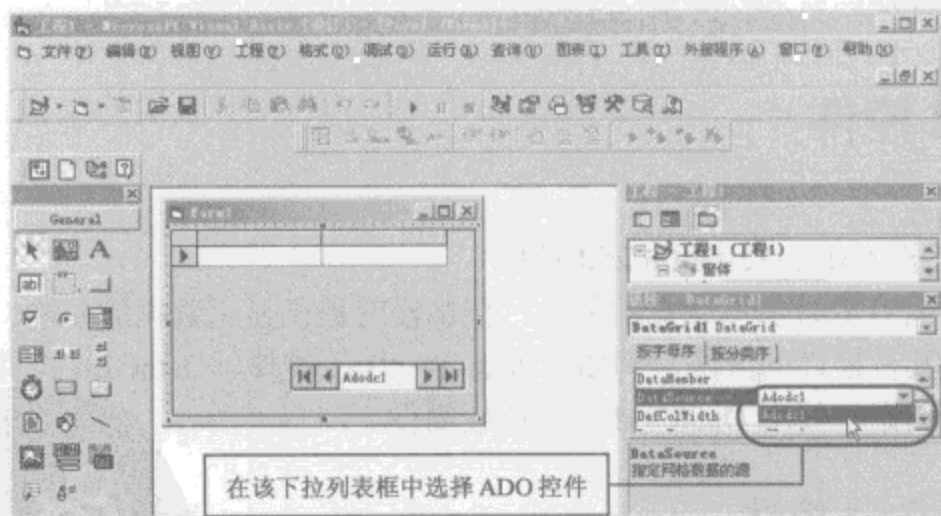 文件(F) 编辑(E) 视图(V) 工程(P) 格式(O) 调试(D) 运行(R) 查询(U) 图表(I) 工具(T) 外接程序(A) 窗口(W) 帮助(H)
General
Form1
Adodc1
工程1 (工程1)
窗体
属性 - DataGrid1
DataGrid1 DataGrid
按字母序 按分类序
DataMember
DataSource Adodc1
Adodc1
DefColWidth
DataSource
指定网格数据的源
在该下拉列表框中选择 ADO 控件